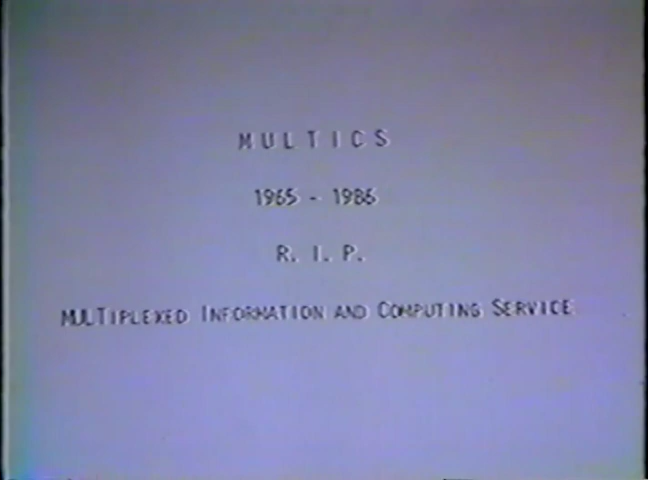 MULTICS
1965 - 1986
R. I. P.
MULTIPLEXED INFORMATION AND COMPUTING SERVICE